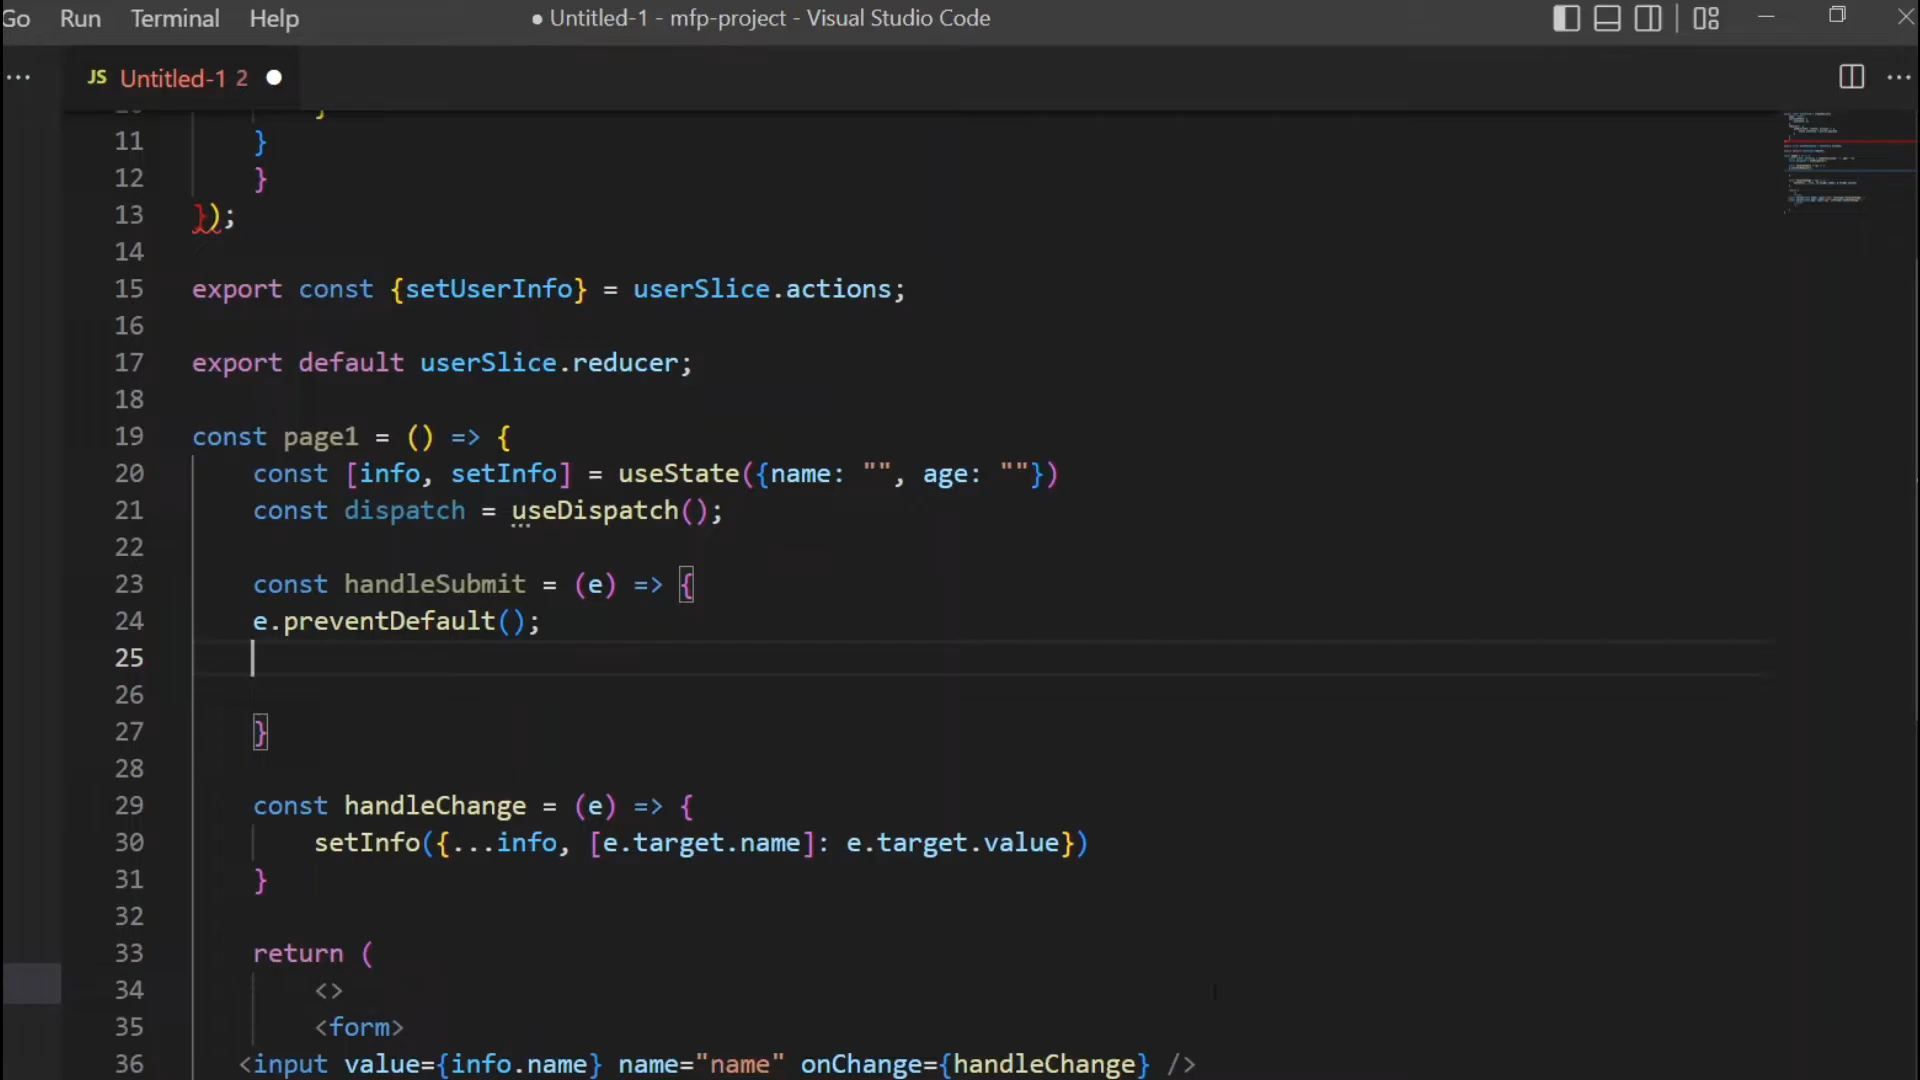 Go Run Terminal Help ● Untitled-1 - mfp-project - Visual Studio Code
JS Untitled-1 2
11 }
12 }
13 });
14
15 export const {setUserInfo} = userSlice.actions;
16
17 export default userSlice.reducer;
18
19 const page1 = () => {
20 const [info, setInfo] = useState({name: "", age: ""})
21 const dispatch = useDispatch();
22
23 const handleSubmit = (e) => {
24 e.preventDefault();
25
26
27 }
28
29 const handleChange = (e) => {
30 setInfo({...info, [e.target.name]: e.target.value})
31 }
32
33 return (
34 <>
35 <form>
36 <input value={info.name} name="name" onChange={handleChange} />